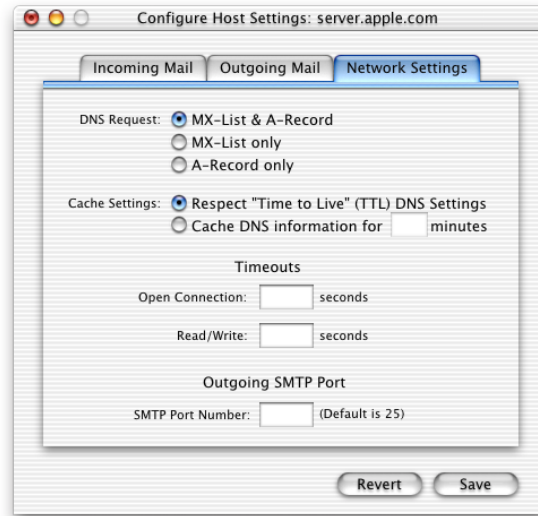 Configure Host Settings: server.apple.com
Incoming Mail Outgoing Mail Network Settings
DNS Request: MX-List & A-Record
MX-List only
A-Record only
Cache Settings: Respect "Time to Live" (TTL) DNS Settings
Cache DNS information for minutes
Timeouts
Open Connection: seconds
Read/Write: seconds
Outgoing SMTP Port
SMTP Port Number: (Default is 25)
Revert Save